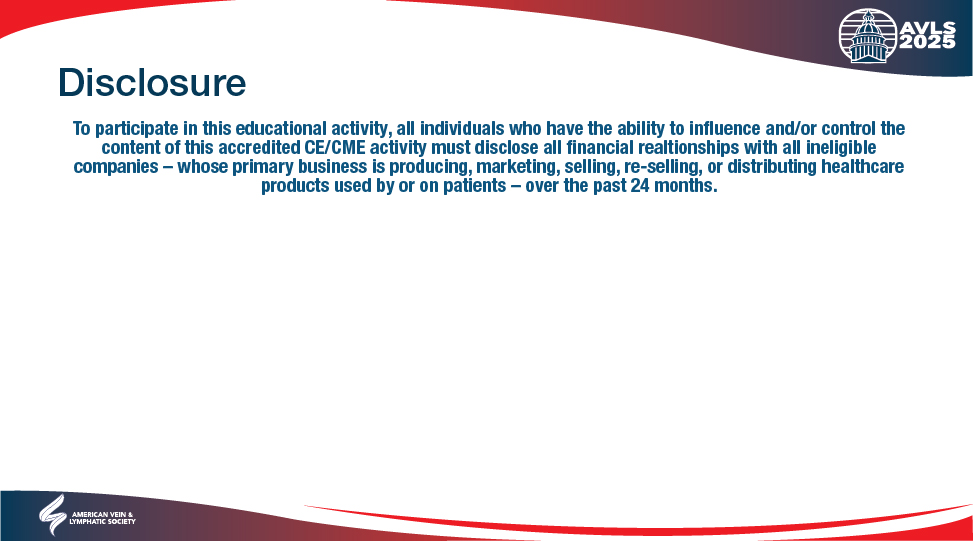 AVLS
2025
Disclosure
To participate in this educational activity, all individuals who have the ability to influence and/or control the
content of this accredited CE/CME activity must disclose all financial realtionships with all ineligible
companies – whose primary business is producing, marketing, selling, re-selling, or distributing healthcare
products used by or on patients – over the past 24 months.
AMERICAN VEIN &
LYMPHATIC SOCIETY